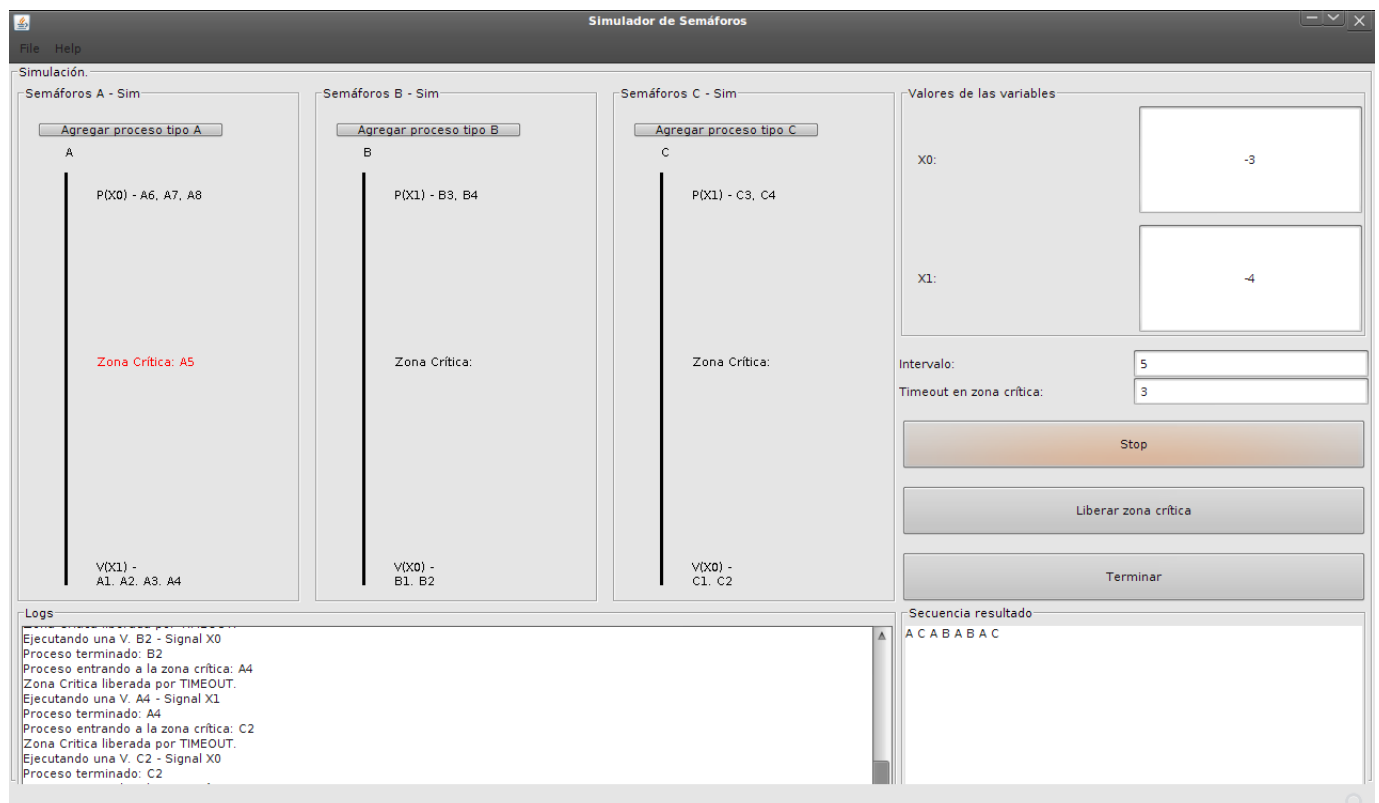 Simulador de Semáforos
File Help
Simulación.
Semáforos A - Sim
Agregar proceso tipo A
A
P(X0) - A6, A7, A8
Zona Crítica: A5
V(X1) -
A1. A2. A3. A4
Semáforos B - Sim
Agregar proceso tipo B
B
P(X1) - B3, B4
Zona Crítica:
V(X0) -
B1. B2
Semáforos C - Sim
Agregar proceso tipo C
C
P(X1) - C3, C4
Zona Crítica:
V(X0) -
C1. C2
Valores de las variables
X0: -3
X1: -4
Intervalo: 5
Timeout en zona crítica: 3
Stop
Liberar zona crítica
Terminar
Logs
Ejecutando una V. B2 - Signal X0
Proceso terminado: B2
Proceso entrando a la zona crítica: A4
Zona Critica liberada por TIMEOUT.
Ejecutando una V. A4 - Signal X1
Proceso terminado: A4
Proceso entrando a la zona crítica: C2
Zona Critica liberada por TIMEOUT.
Ejecutando una V. C2 - Signal X0
Proceso terminado: C2
Secuencia resultado
A C A B A B A C